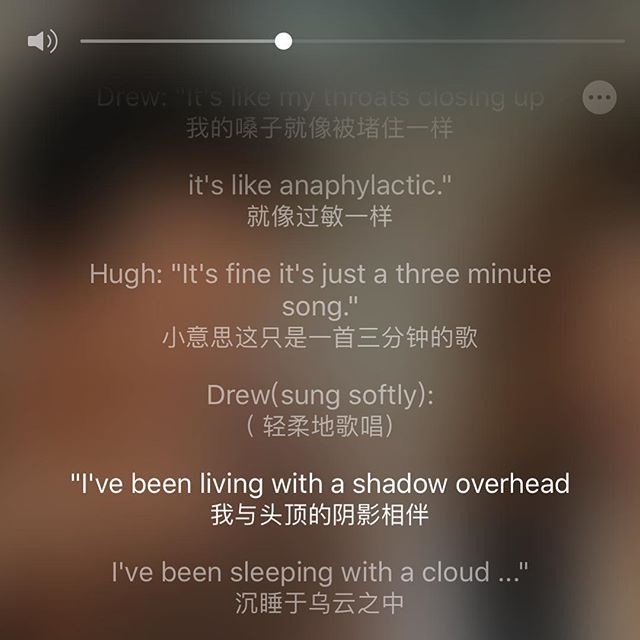 Drew: "It's like my throats closing up
我的嗓子就像被堵住一样
it's like anaphylactic."
就像过敏一样
Hugh: "It's fine it's just a three minute
song."
小意思这只是一首三分钟的歌
Drew(sung softly):
( 轻柔地歌唱)
"I've been living with a shadow overhead
我与头顶的阴影相伴
I've been sleeping with a cloud ..."
沉睡于乌云之中